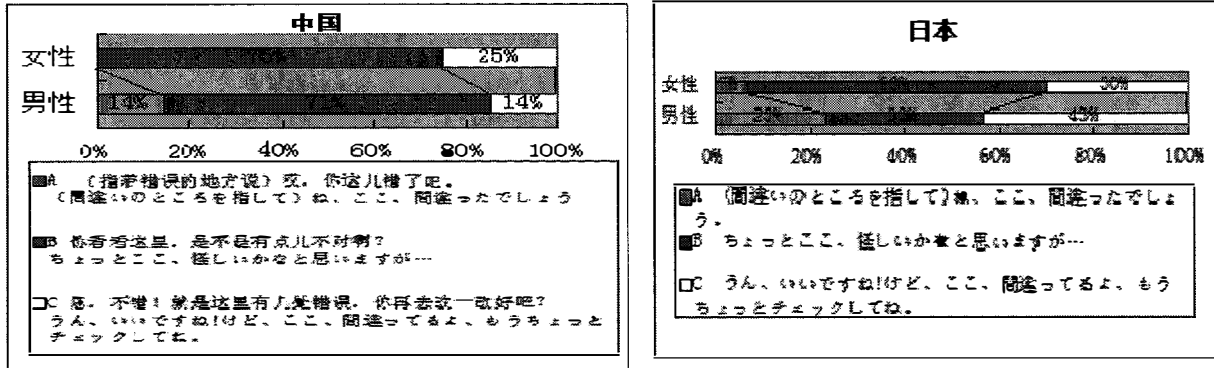 中国
女性 25%
男性 14% 71% 14%
0% 20% 40% 60% 80% 100%
A (指着错误的地方说) 哎，你这儿错了吧。
(間違いのところを指して) ね、ここ、間違ったでしょう
B 你看看这里，是不是有点儿不对啊?
ちょっとここ、怪しいかなと思いますが…
C 恩，不错！就是这里有几处错误，你再去改一改好吧?
うん、いいですね!けど、ここ、間違ってるよ、もうちょっと
チェックしてね。
日本
女性 30%
男性 43%
0% 20% 40% 60% 80% 100%
A (間違いのところを指して)ね、ここ、間違ったでしょ
う。
B ちょっとここ、怪しいかなと思いますが…
C うん、いいですね!けど、ここ、間違ってるよ、もう
ちょっとチェックしてね。